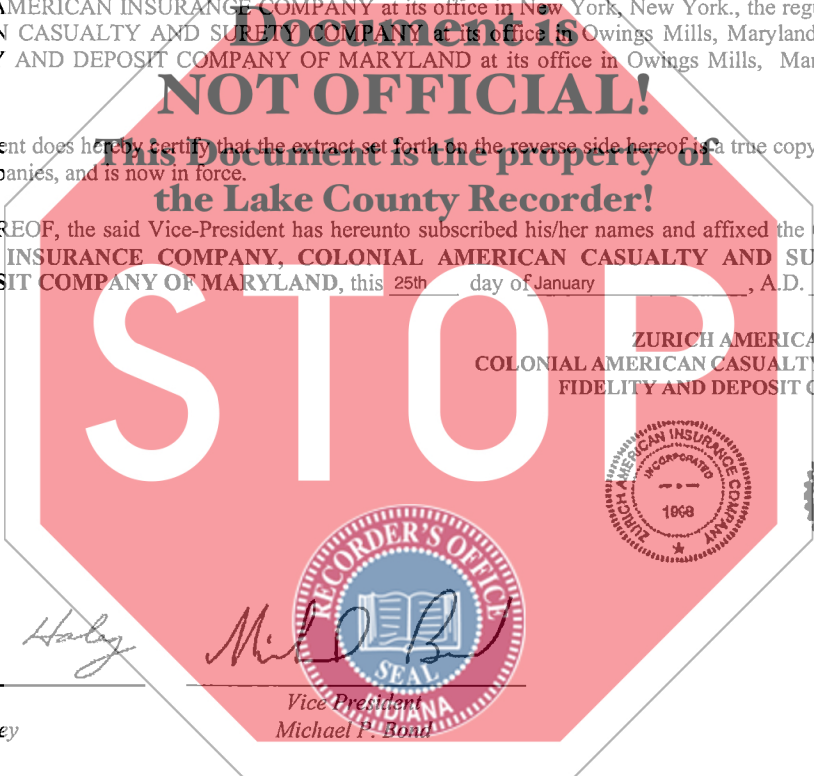 AMERICAN INSURANCE COMPANY at its office in New York, New York., the regu
N CASUALTY AND SURETY COMPANY at its office in Owings Mills, Maryland
Document is
Y AND DEPOSIT COMPANY OF MARYLAND at its office in Owings Mills, Mar
NOT OFFICIAL!
ent does hereby certify that the extract set forth on the reverse side hereof is a true copy
This Document is the property of
panies, and is now in force.
the Lake County Recorder!
REOF, the said Vice-President has hereunto subscribed his/her names and affixed the
INSURANCE COMPANY, COLONIAL AMERICAN CASUALTY AND SU
SIT COMPANY OF MARYLAND, this 25th day of January , A.D.
STOP
ZURICH AMERICA
COLONIAL AMERICAN CASUALTY
FIDELITY AND DEPOSIT C
ZURICH AMERICAN INSURANCE COMPANY
INCORPORATED
1998
RECORDER'S OFFICE
SEAL
INDIANA
Haley
Michael Bond
Vice President
ey
Michael P. Bond